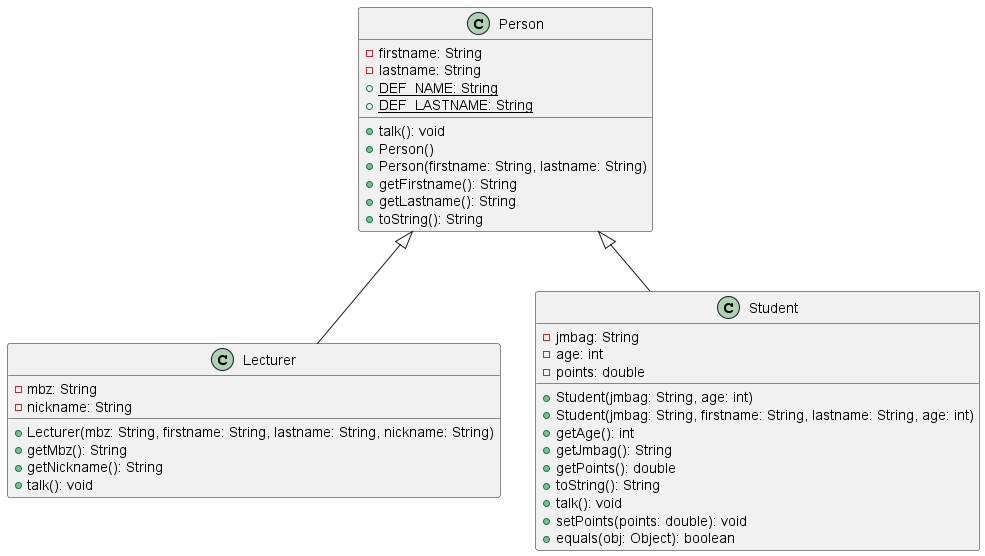 C Person
firstname: String
lastname: String
DEF_NAME: String
DEF_LASTNAME: String
talk(): void
Person()
Person(firstname: String, lastname: String)
getFirstname(): String
getLastname(): String
toString(): String
C Lecturer
mbz: String
nickname: String
Lecturer(mbz: String, firstname: String, lastname: String, nickname: String)
getMbz(): String
getNickname(): String
talk(): void
C Student
jmbag: String
age: int
points: double
Student(jmbag: String, age: int)
Student(jmbag: String, firstname: String, lastname: String, age: int)
getAge(): int
getJmbag(): String
getPoints(): double
toString(): String
talk(): void
setPoints(points: double): void
equals(obj: Object): boolean